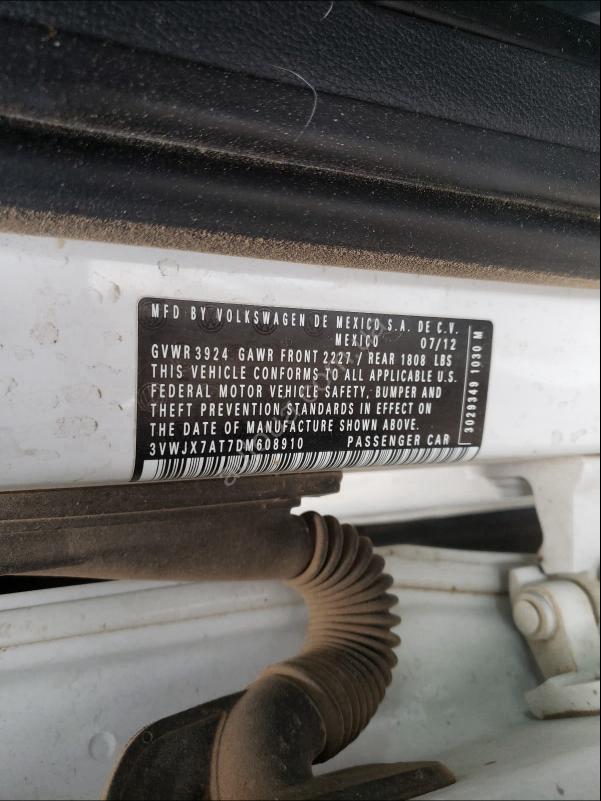 MFD BY VOLKSWAGEN DE MEXICO S.A. DE C.V.
MEXICO 07/12
GVWR 3924 GAWR FRONT 2227 / REAR 1808 LBS
THIS VEHICLE CONFORMS TO ALL APPLICABLE U.S.
FEDERAL MOTOR VEHICLE SAFETY, BUMPER AND
THEFT PREVENTION STANDARDS IN EFFECT ON
THE DATE OF MANUFACTURE SHOWN ABOVE.
3VWJX7AT7DM608910 PASSENGER CAR
3029349 1030 M